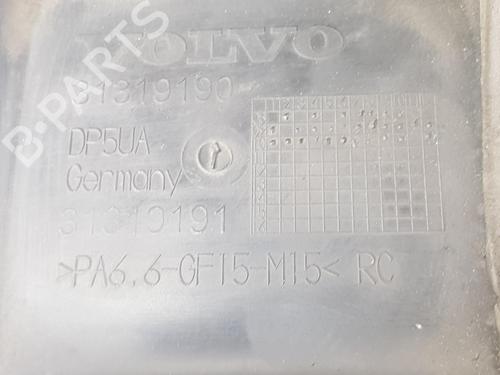 VOLVO
31319190
DP5UA
Germany
31319191
>PA6.6-GF15-M15< RC
B-PARTS